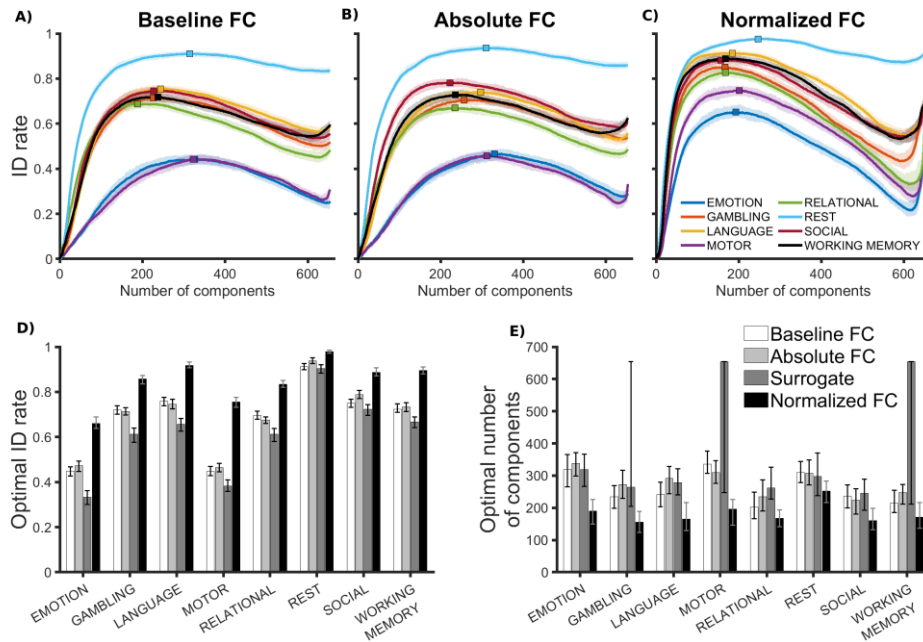 A) Baseline FC
B) Absolute FC
C) Normalized FC
ID rate
1
0.8
0.6
0.4
0.2
0
0 200 400 600
0 200 400 600
0 200 400 600
Number of components
Number of components
Number of components
EMOTION
GAMBLING
LANGUAGE
MOTOR
RELATIONAL
REST
SOCIAL
WORKING MEMORY
D)
Optimal ID rate
1
0.8
0.6
0.4
0.2
0
EMOTION
GAMBLING
LANGUAGE
MOTOR
RELATIONAL
REST
SOCIAL
WORKING
MEMORY
E)
Optimal number
of components
700
600
500
400
300
200
100
0
Baseline FC
Absolute FC
Surrogate
Normalized FC
EMOTION
GAMBLING
LANGUAGE
MOTOR
RELATIONAL
REST
SOCIAL
WORKING
MEMORY